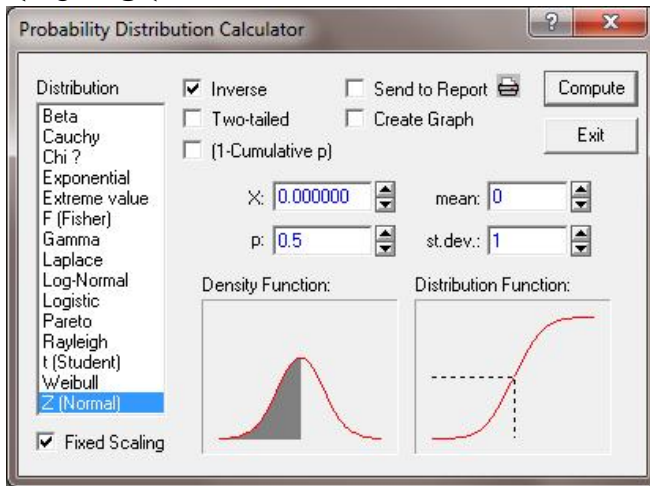 Probability Distribution Calculator
Distribution
Beta
Cauchy
Chi ?
Exponential
Extreme value
F (Fisher)
Gamma
Laplace
Log-Normal
Logistic
Pareto
Rayleigh
t (Student)
Weibull
Z (Normal)
Fixed Scaling
Inverse
Two-tailed
(1-Cumulative p)
Send to Report
Create Graph
Compute
Exit
X: 0.000000
mean: 0
p: 0.5
st.dev.: 1
Density Function:
Distribution Function: